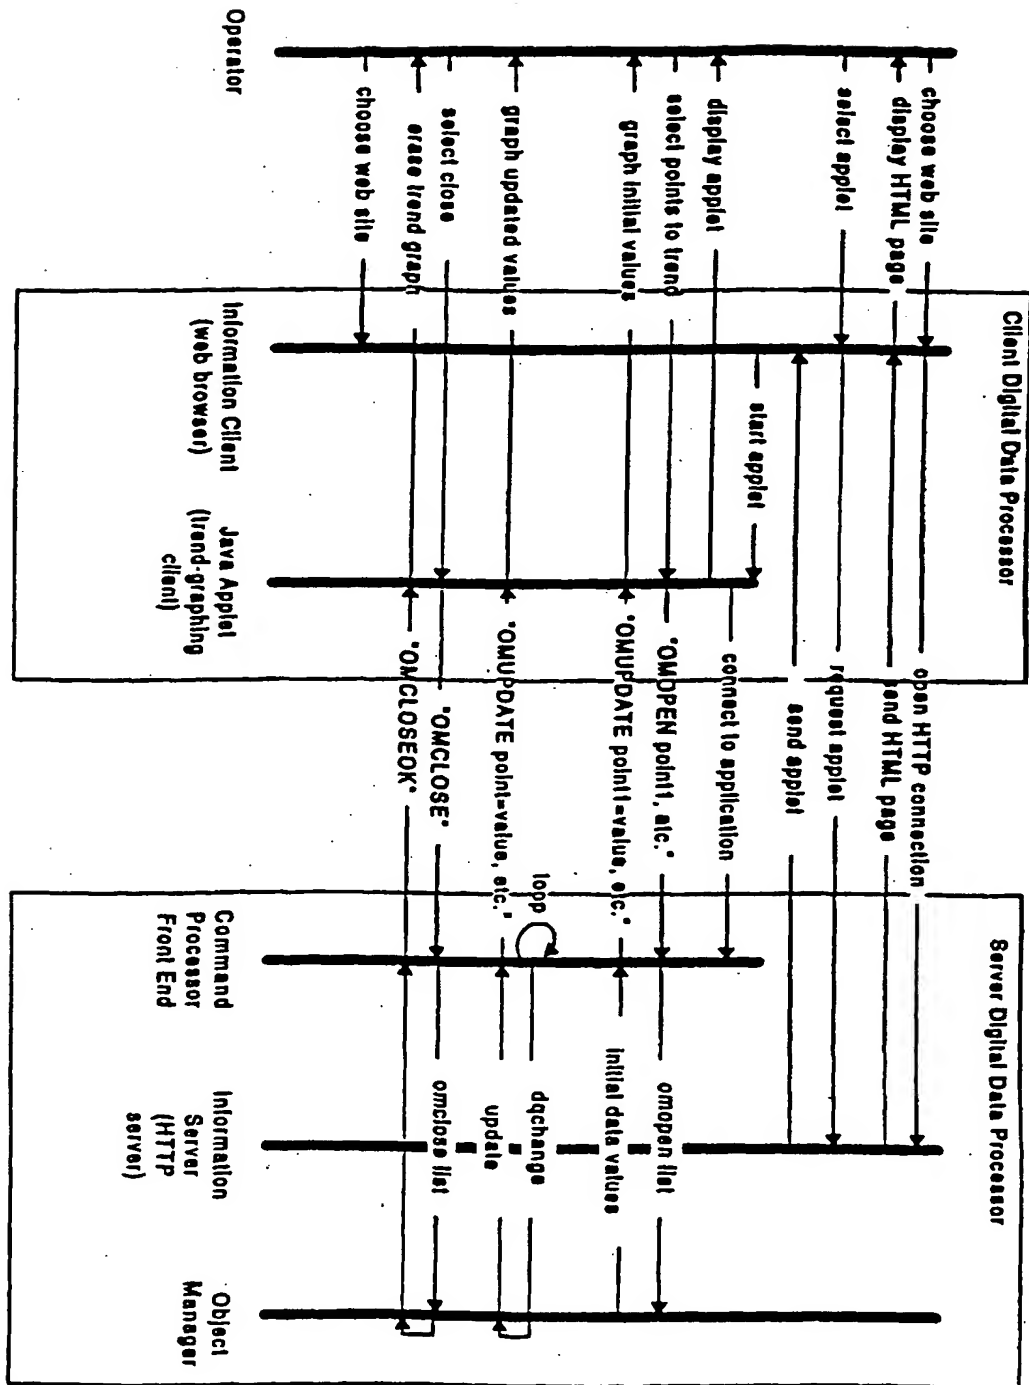 Client Digital Data Processor
Server Digital Data Processor
choose web site
open HTTP connection
display HTML page
send HTML page
select applet
request applet
send applet
start applet
connect to application
display applet
select points to trend
"OMOPEN point1, etc."
omopen list
graph initial values
"OMUPDATE point1=value, etc."
initial data values
loop
dqchange
graph updated values
"OMUPDATE point=value, etc."
update
select close
"OMCLOSE"
omclose list
erase trend graph
"OMCLOSEOK"
choose web site
Operator
Information Client
(web browser)
Java Applet
(trend-graphing
client)
Command
Processor
Front End
Information
Server
(HTTP
server)
Object
Manager